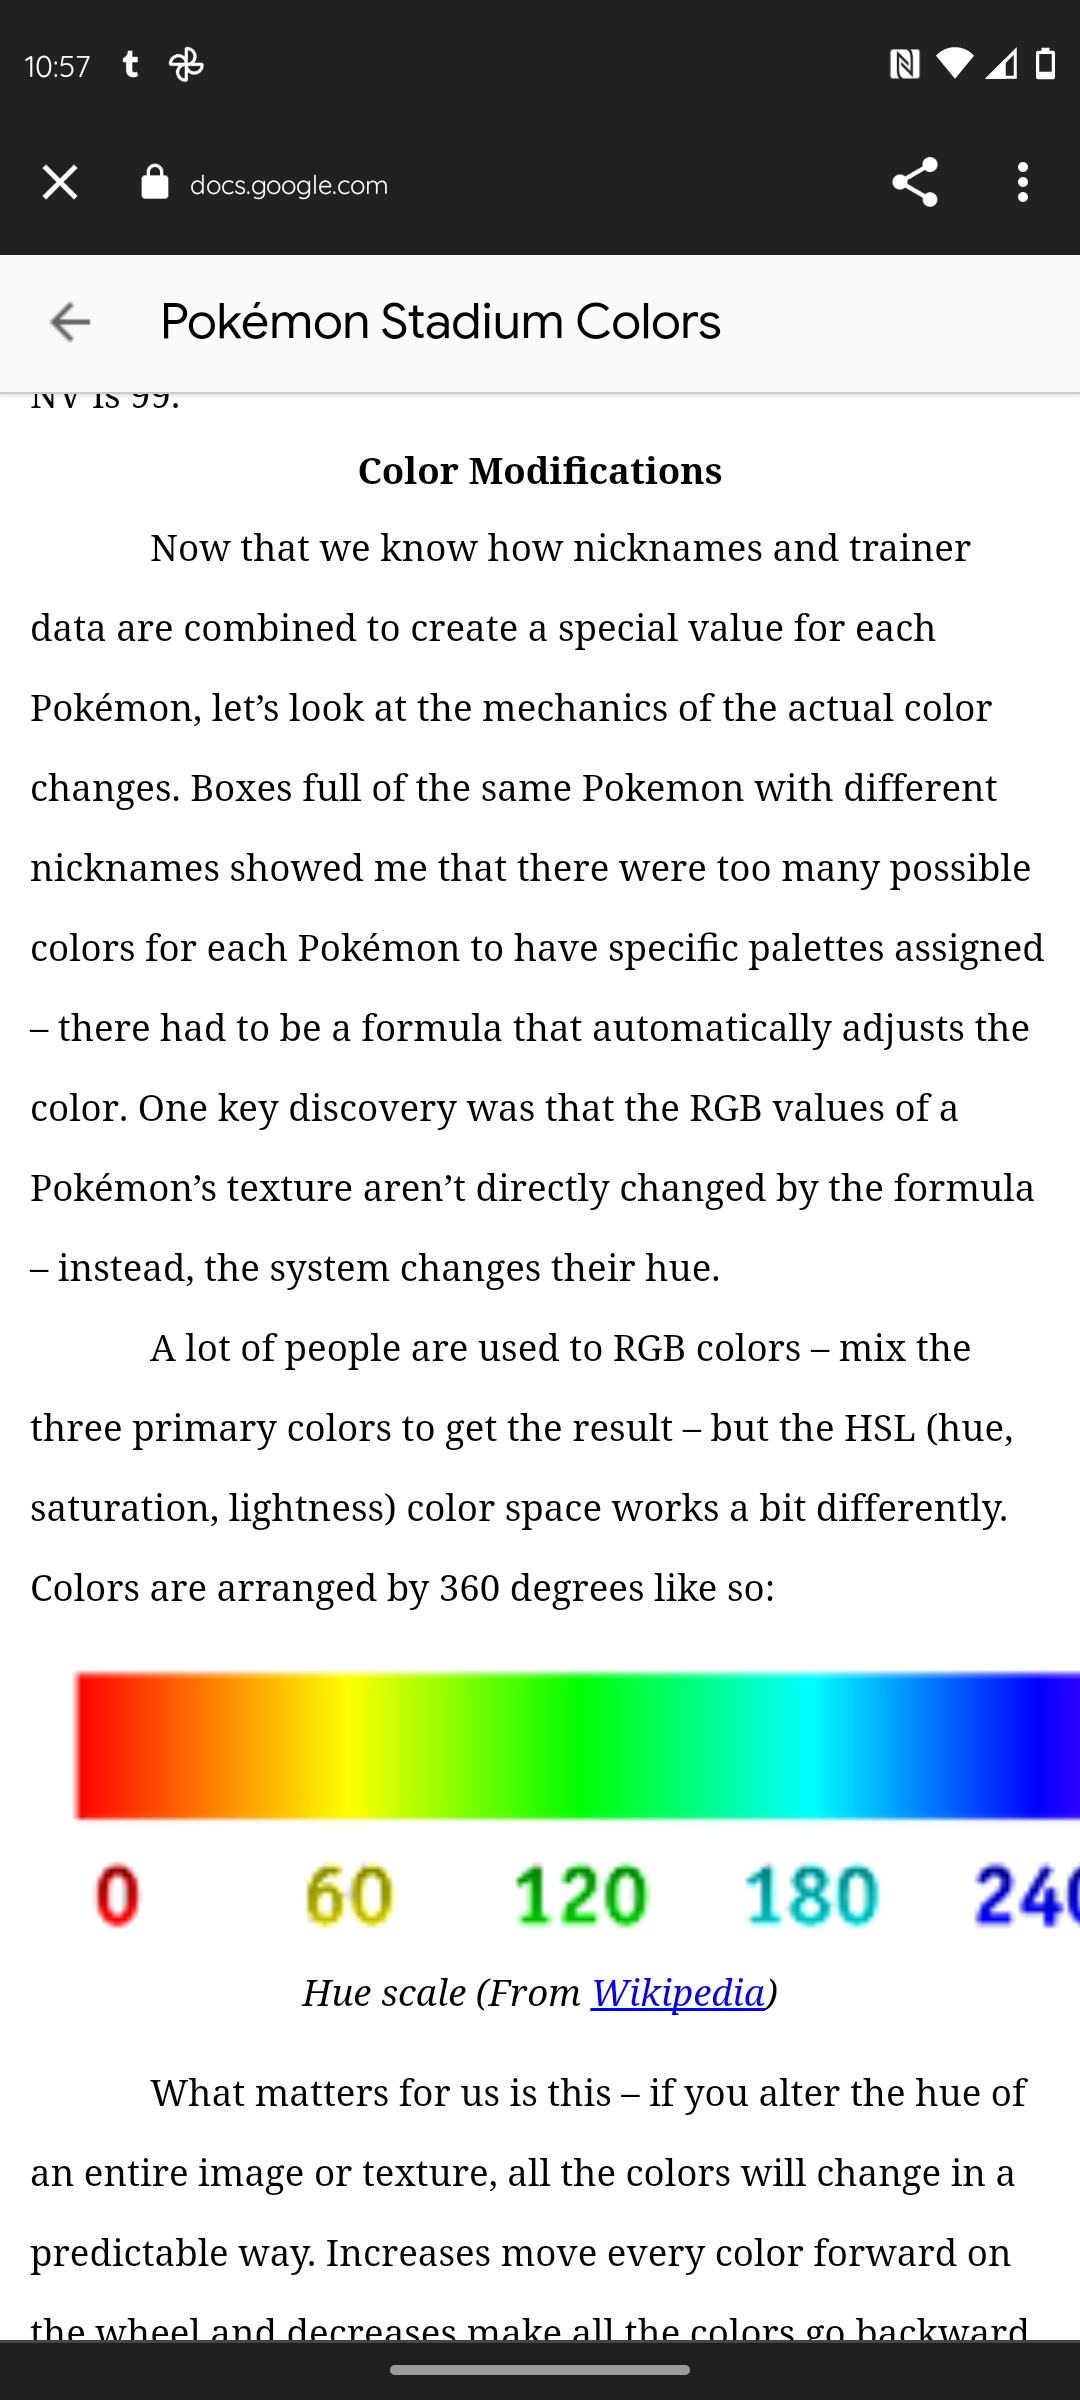 10:57
docs.google.com
Pokémon Stadium Colors
NV is 99.
Color Modifications
Now that we know how nicknames and trainer
data are combined to create a special value for each
Pokémon, let’s look at the mechanics of the actual color
changes. Boxes full of the same Pokemon with different
nicknames showed me that there were too many possible
colors for each Pokémon to have specific palettes assigned
– there had to be a formula that automatically adjusts the
color. One key discovery was that the RGB values of a
Pokémon’s texture aren’t directly changed by the formula
– instead, the system changes their hue.
A lot of people are used to RGB colors – mix the
three primary colors to get the result – but the HSL (hue,
saturation, lightness) color space works a bit differently.
Colors are arranged by 360 degrees like so:
0 60 120 180 240
Hue scale (From Wikipedia)
What matters for us is this – if you alter the hue of
an entire image or texture, all the colors will change in a
predictable way. Increases move every color forward on
the wheel and decreases make all the colors go backward